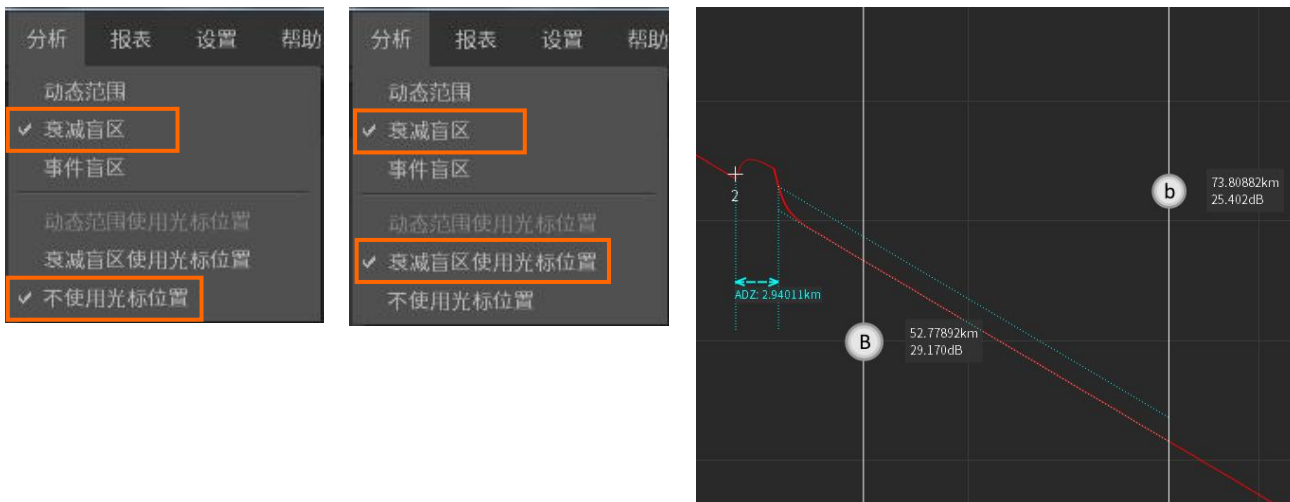 分析 报表 设置 帮助
动态范围
✓ 衰减盲区
事件盲区
动态范围使用光标位置
衰减盲区使用光标位置
✓ 不使用光标位置
分析 报表 设置 帮助
动态范围
✓ 衰减盲区
事件盲区
动态范围使用光标位置
✓ 衰减盲区使用光标位置
不使用光标位置
2
ADZ: 2.94011km
b
73.80882km
25.402dB
B
52.77892km
29.170dB